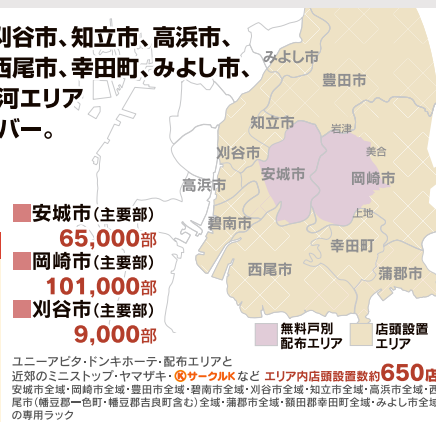 刈谷市、知立市、高浜市、
西尾市、幸田町、みよし市、
河エリア
バー。
みよし市
豊田市
知立市
岩津
刈谷市
美合
安城市
岡崎市
高浜市
碧南市
上地
幸田町
西尾市
蒲郡市
安城市(主要部)
65,000部
岡崎市(主要部)
101,000部
刈谷市(主要部)
9,000部
無料戸別
配布エリア
店頭設置
エリア
ユニーアピタ・ドンキホーテ・配布エリアと
近郊のミニストップ・ヤマザキ・ⓀサークルKなど エリア内店頭設置数約650店
安城市全域・岡崎市全域・豊田市全域・碧南市全域・刈谷市全域・知立市全域・高浜市全域・西
尾市(幡豆郡一色町・幡豆郡吉良町含む)全域・蒲郡市全域・額田郡幸田町全域・みよし市全域
の専用ラック